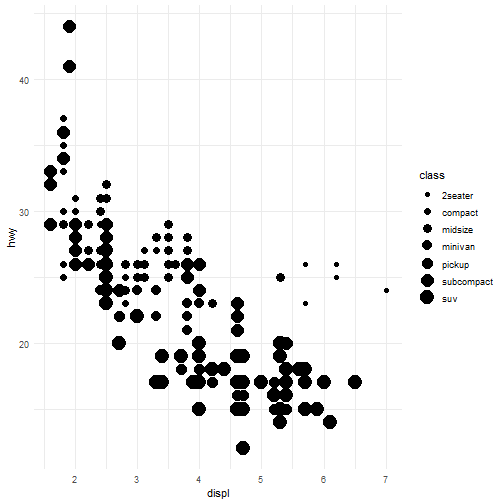 hwy
40
30
20
2
3
4
5
6
7
displ
class
2seater
compact
midsize
minivan
pickup
subcompact
suv